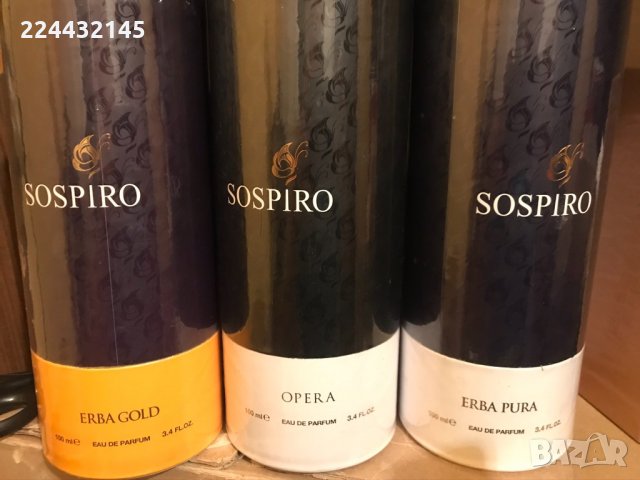 224432145
SOSPIRO
ERBA GOLD
100 ml e
EAU DE PARFUM
3.4 FL.OZ.
SOSPIRO
OPERA
100 ml e
EAU DE PARFUM
3.4 FL.OZ.
SOSPIRO
ERBA PURA
100 ml e
EAU DE PARFUM
3.4 FL.OZ.
BAZAR